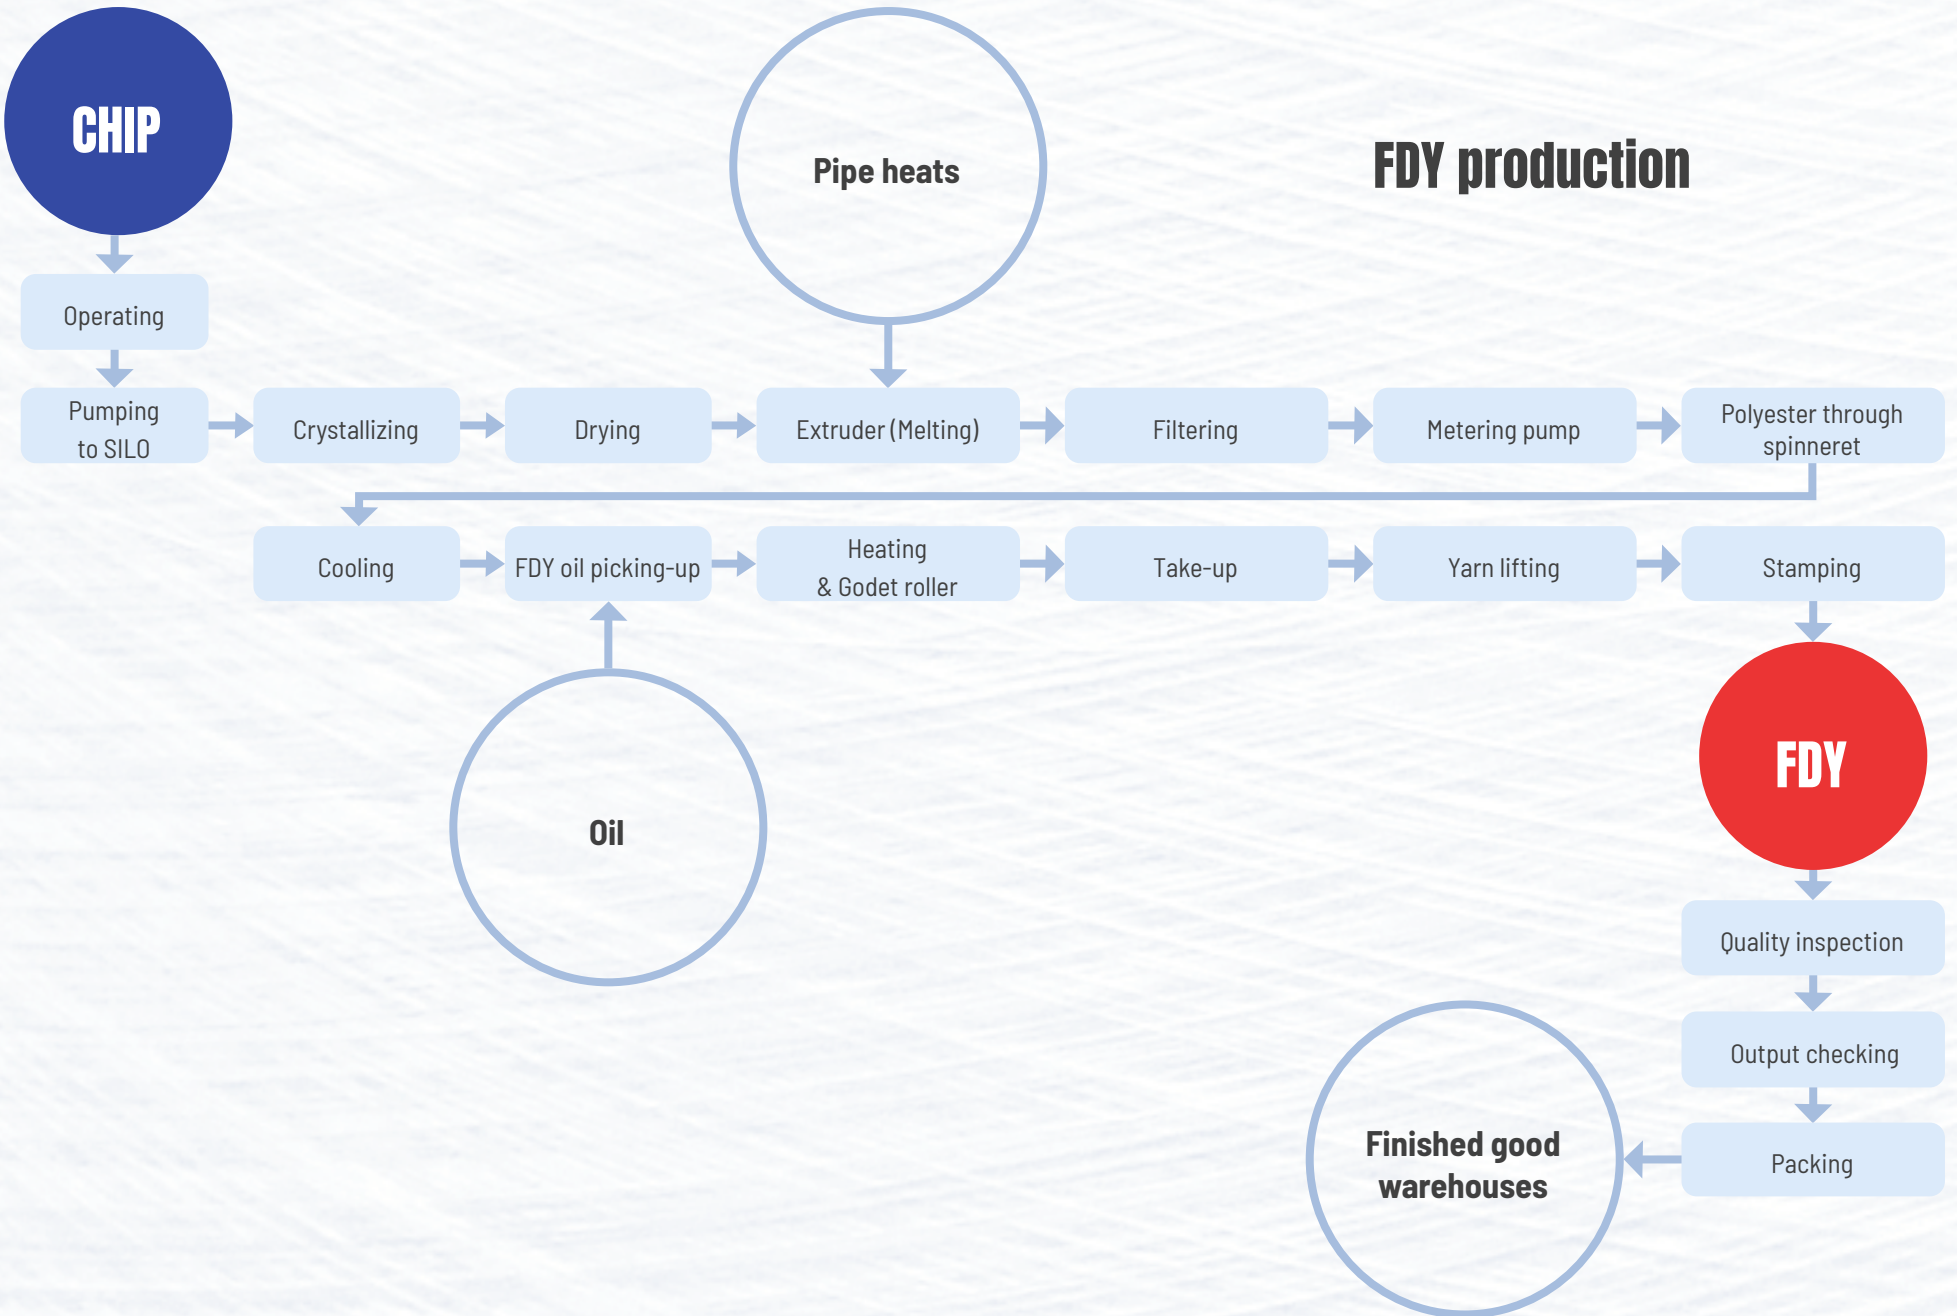 CHIP
Pipe heats
FDY production
Operating
Pumping
to SILO
Crystallizing
Drying
Extruder (Melting)
Filtering
Metering pump
Polyester through
spinneret
Cooling
FDY oil picking-up
Heating
& Godet roller
Take-up
Yarn lifting
Stamping
Oil
FDY
Quality inspection
Output checking
Packing
Finished good
warehouses